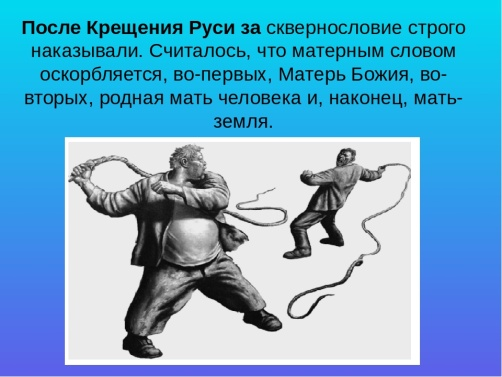 После Крещения Руси за сквернословие строго
наказывали. Считалось, что матерным словом
оскорбляется, во-первых, Матерь Божия, во-
вторых, родная мать человека и, наконец, мать-
земля.